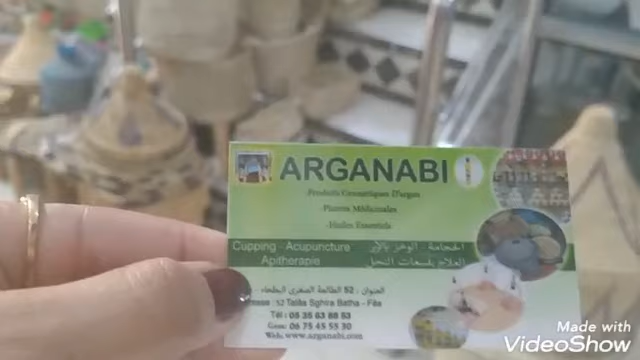 ARGANABI
Produits Cosmétiques D'argan
Plantes Médicinales
Huiles Essentiels
Cupping - Acupuncture
Apitherapie
الحجامة - الوخز بالإبر
العلاج بلسعات النحل
العنوان : 52 الطالعة الصغرى البطحاء
: 52 Talâa Sghira Batha - Fès
Tél : 05 35 63 88 53
Gsm: 06 75 45 55 30
Web: www.arganabi.com
Made with
VideoShow